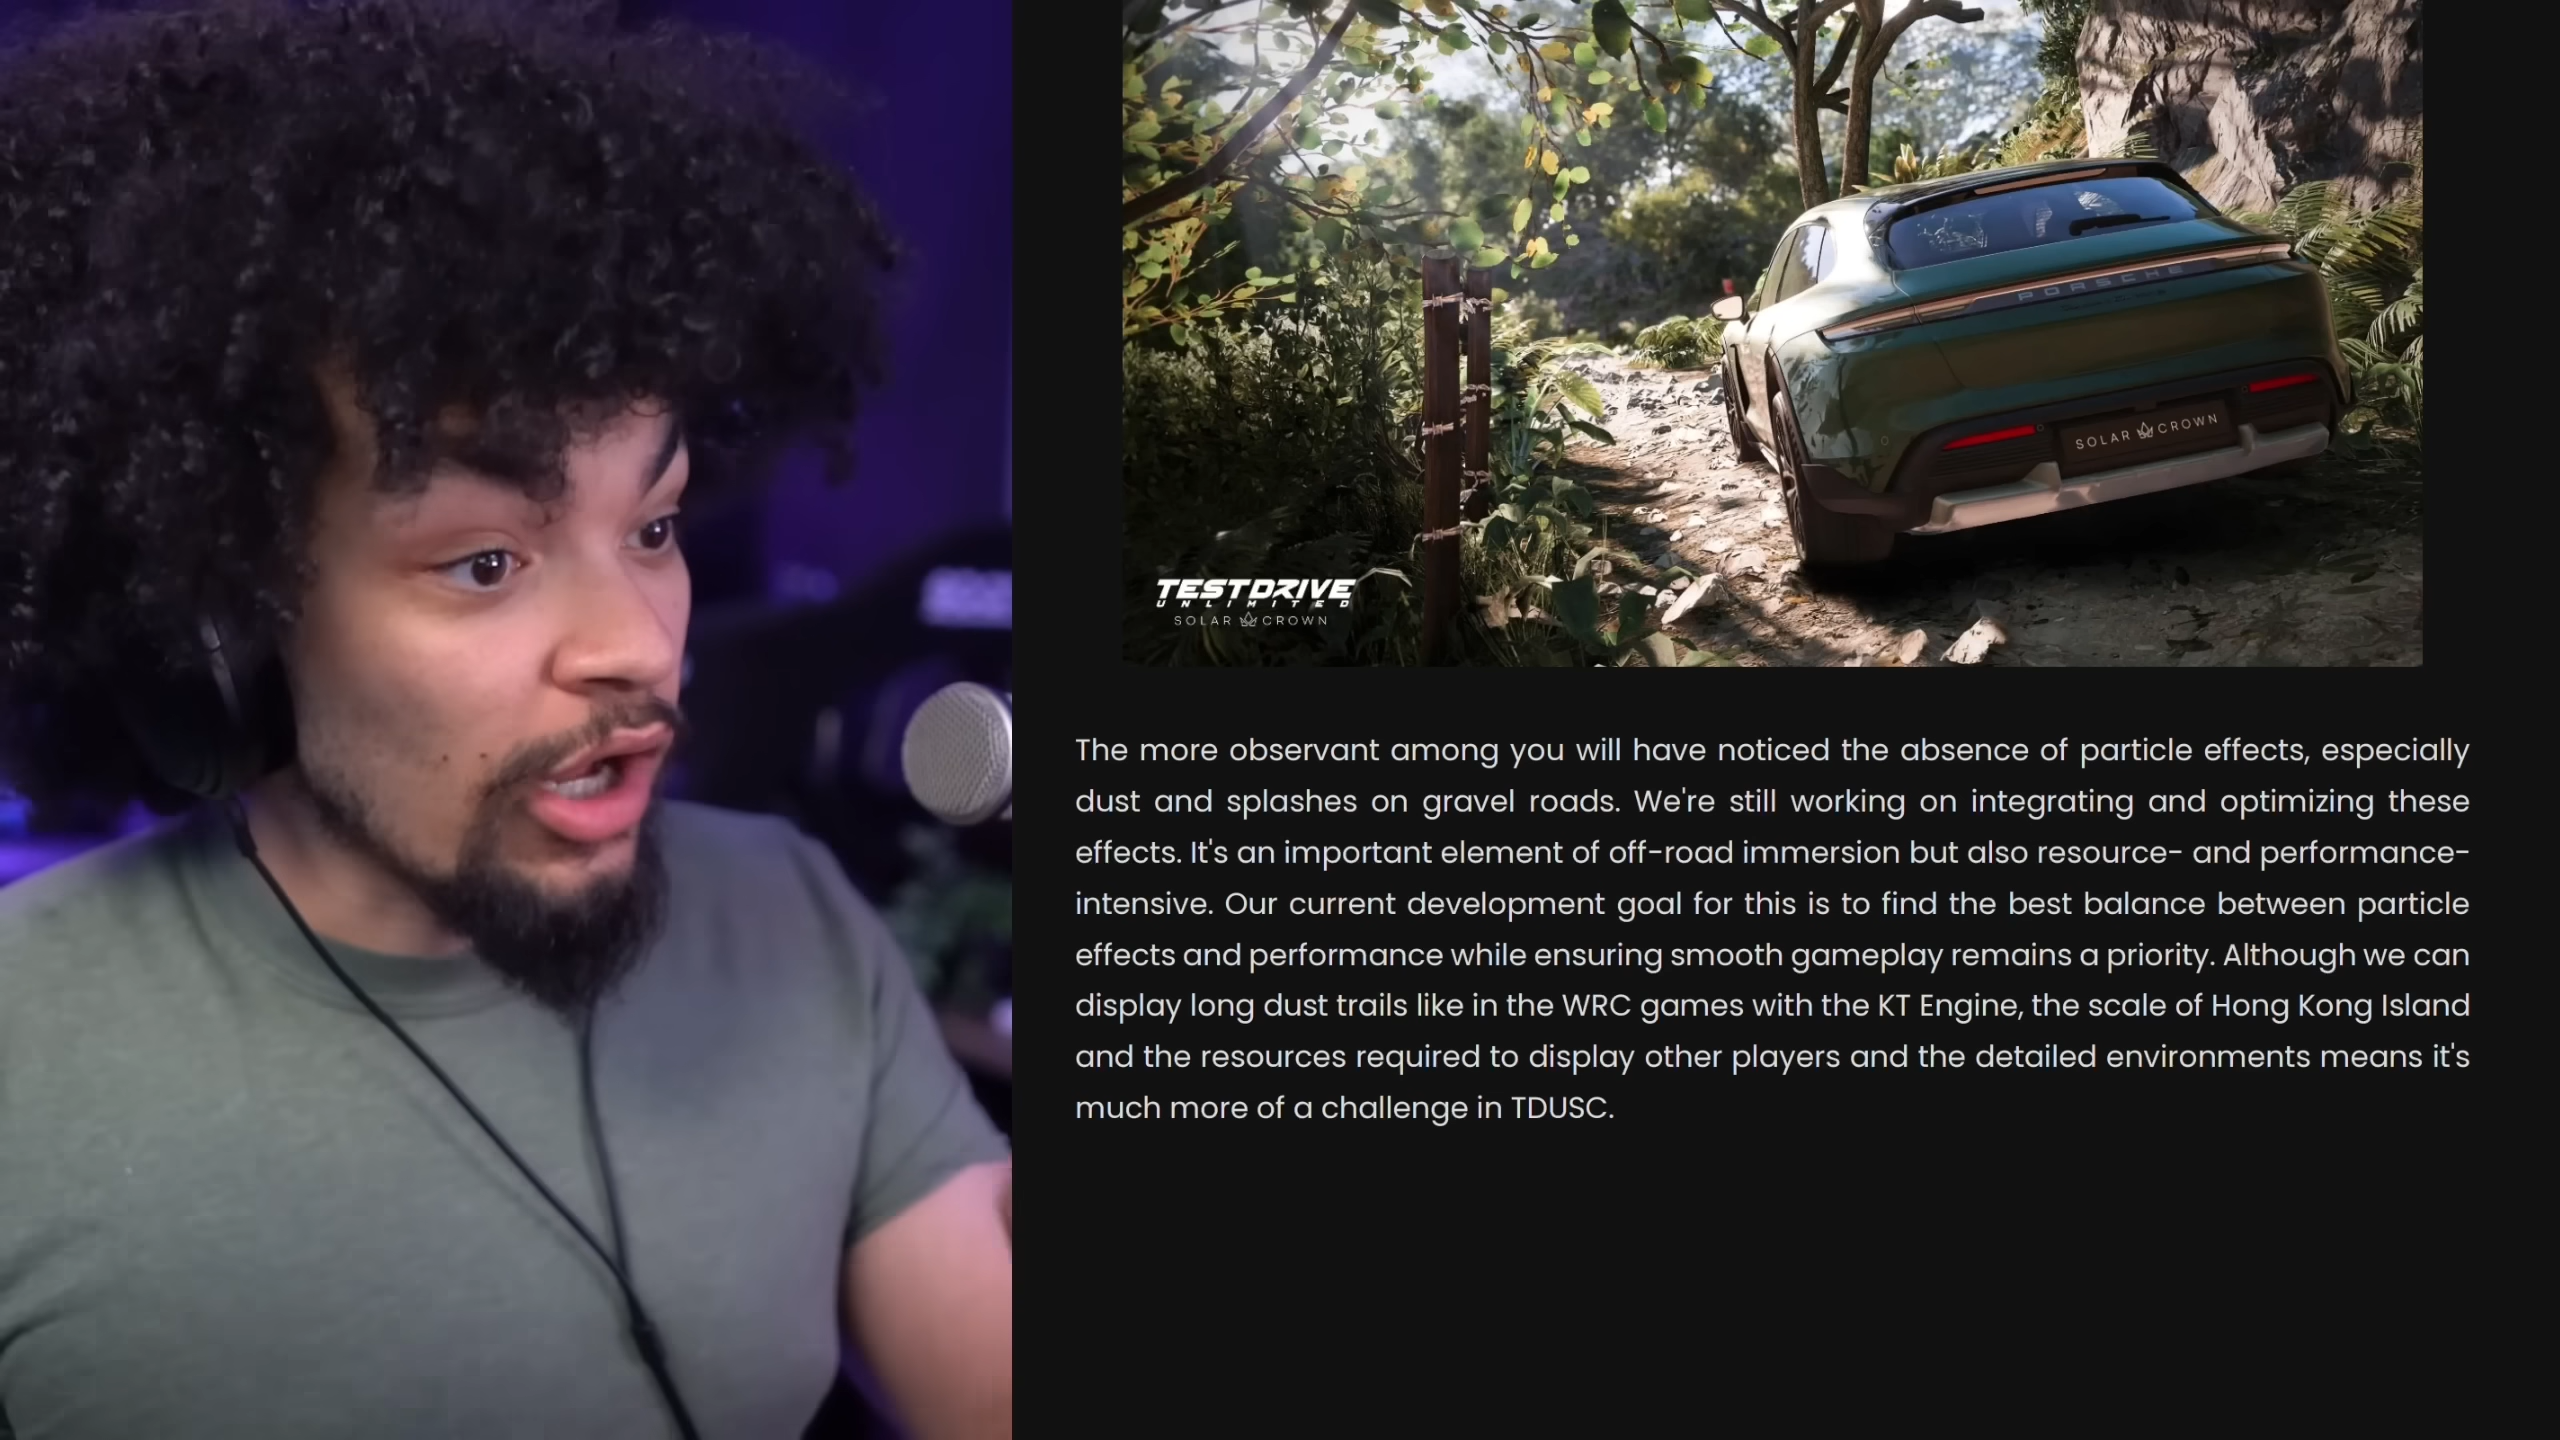 PORSCHE
SOLAR CROWN
TESTDRIVE
UNLIMITED
SOLAR CROWN
The more observant among you will have noticed the absence of particle effects, especially
dust and splashes on gravel roads. We're still working on integrating and optimizing these
effects. It's an important element of off-road immersion but also resource- and performance-
intensive. Our current development goal for this is to find the best balance between particle
effects and performance while ensuring smooth gameplay remains a priority. Although we can
display long dust trails like in the WRC games with the KT Engine, the scale of Hong Kong Island
and the resources required to display other players and the detailed environments means it's
much more of a challenge in TDUSC.